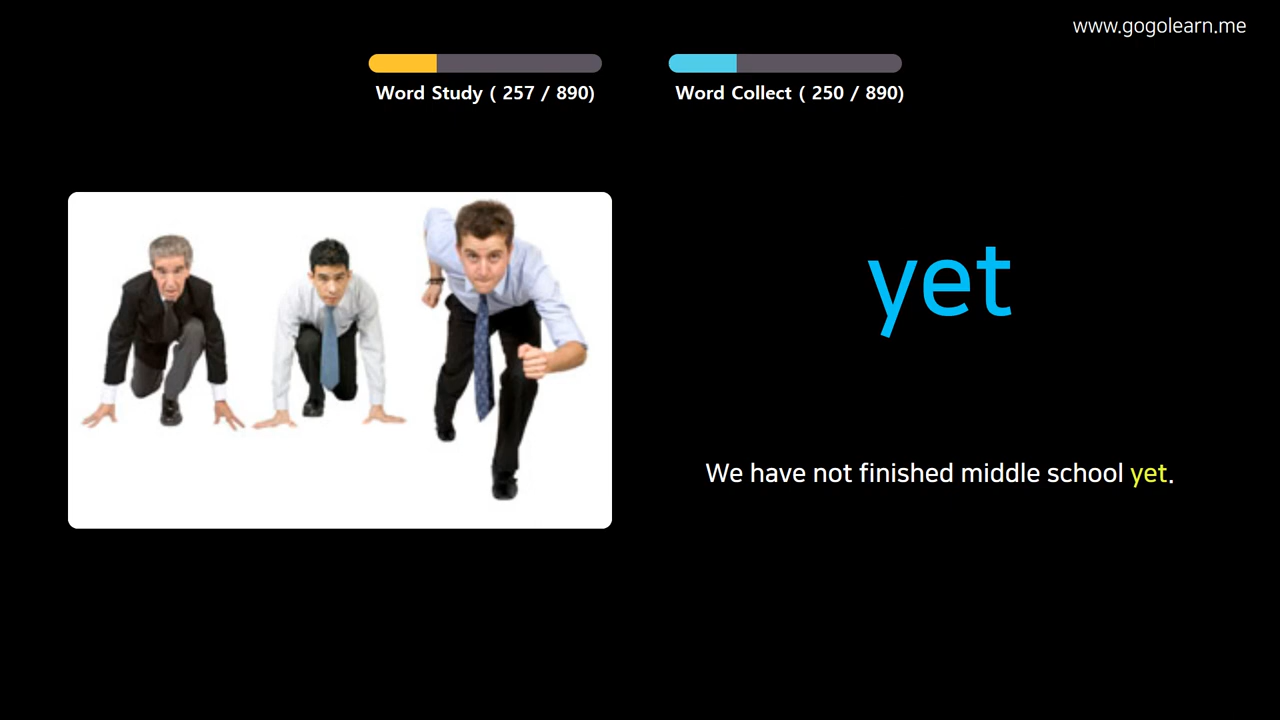 www.gogolearn.me
Word Study ( 257 / 890)
Word Collect ( 250 / 890)
yet
We have not finished middle school yet.